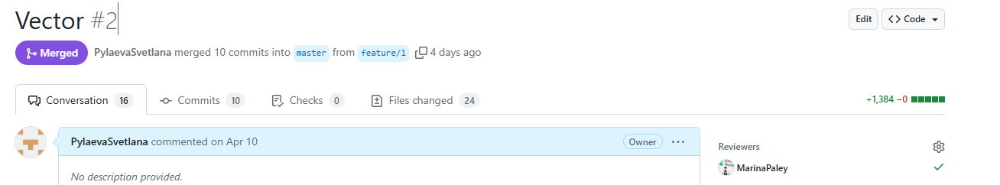 Vector #2
Edit
Code
Merged PylaevaSvetlana merged 10 commits into master from feature/1 4 days ago
Conversation 16 Commits 10 Checks 0 Files changed 24 +1,384 −0
PylaevaSvetlana commented on Apr 10 Owner
Reviewers
No description provided.
MarinaPaley